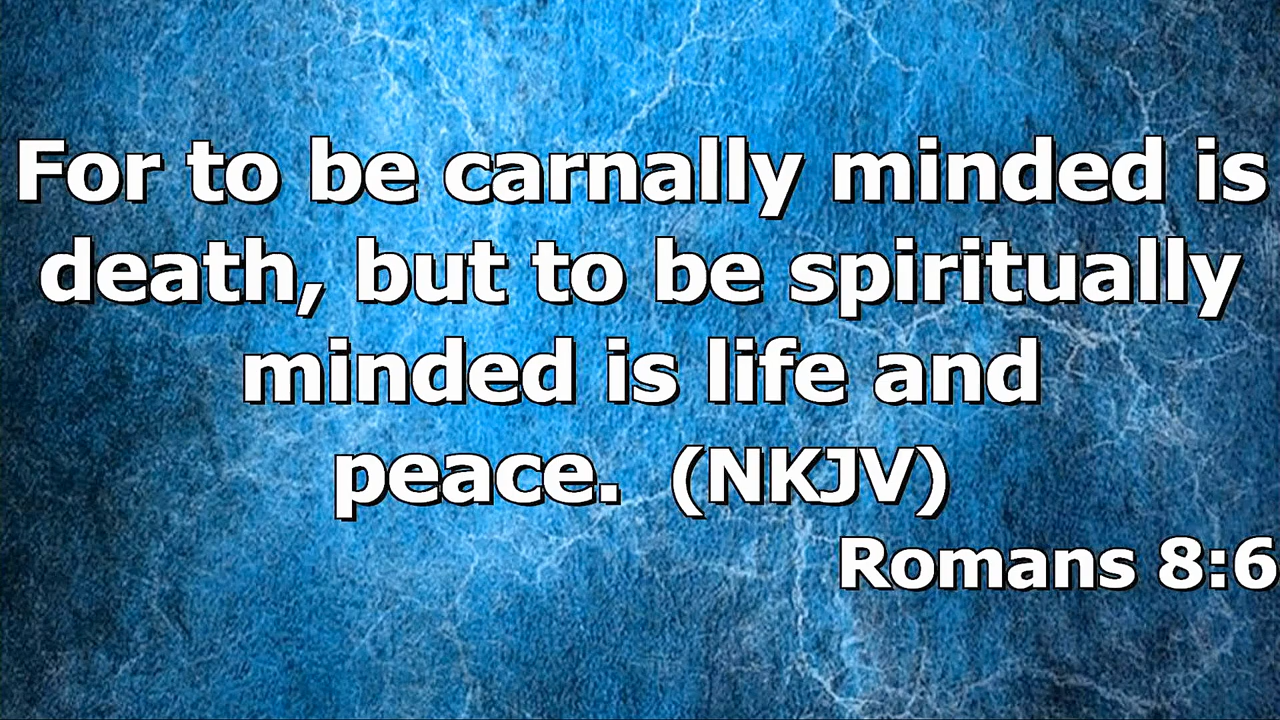 For to be carnally minded is
death, but to be spiritually
minded is life and
peace.  (NKJV)
Romans 8:6